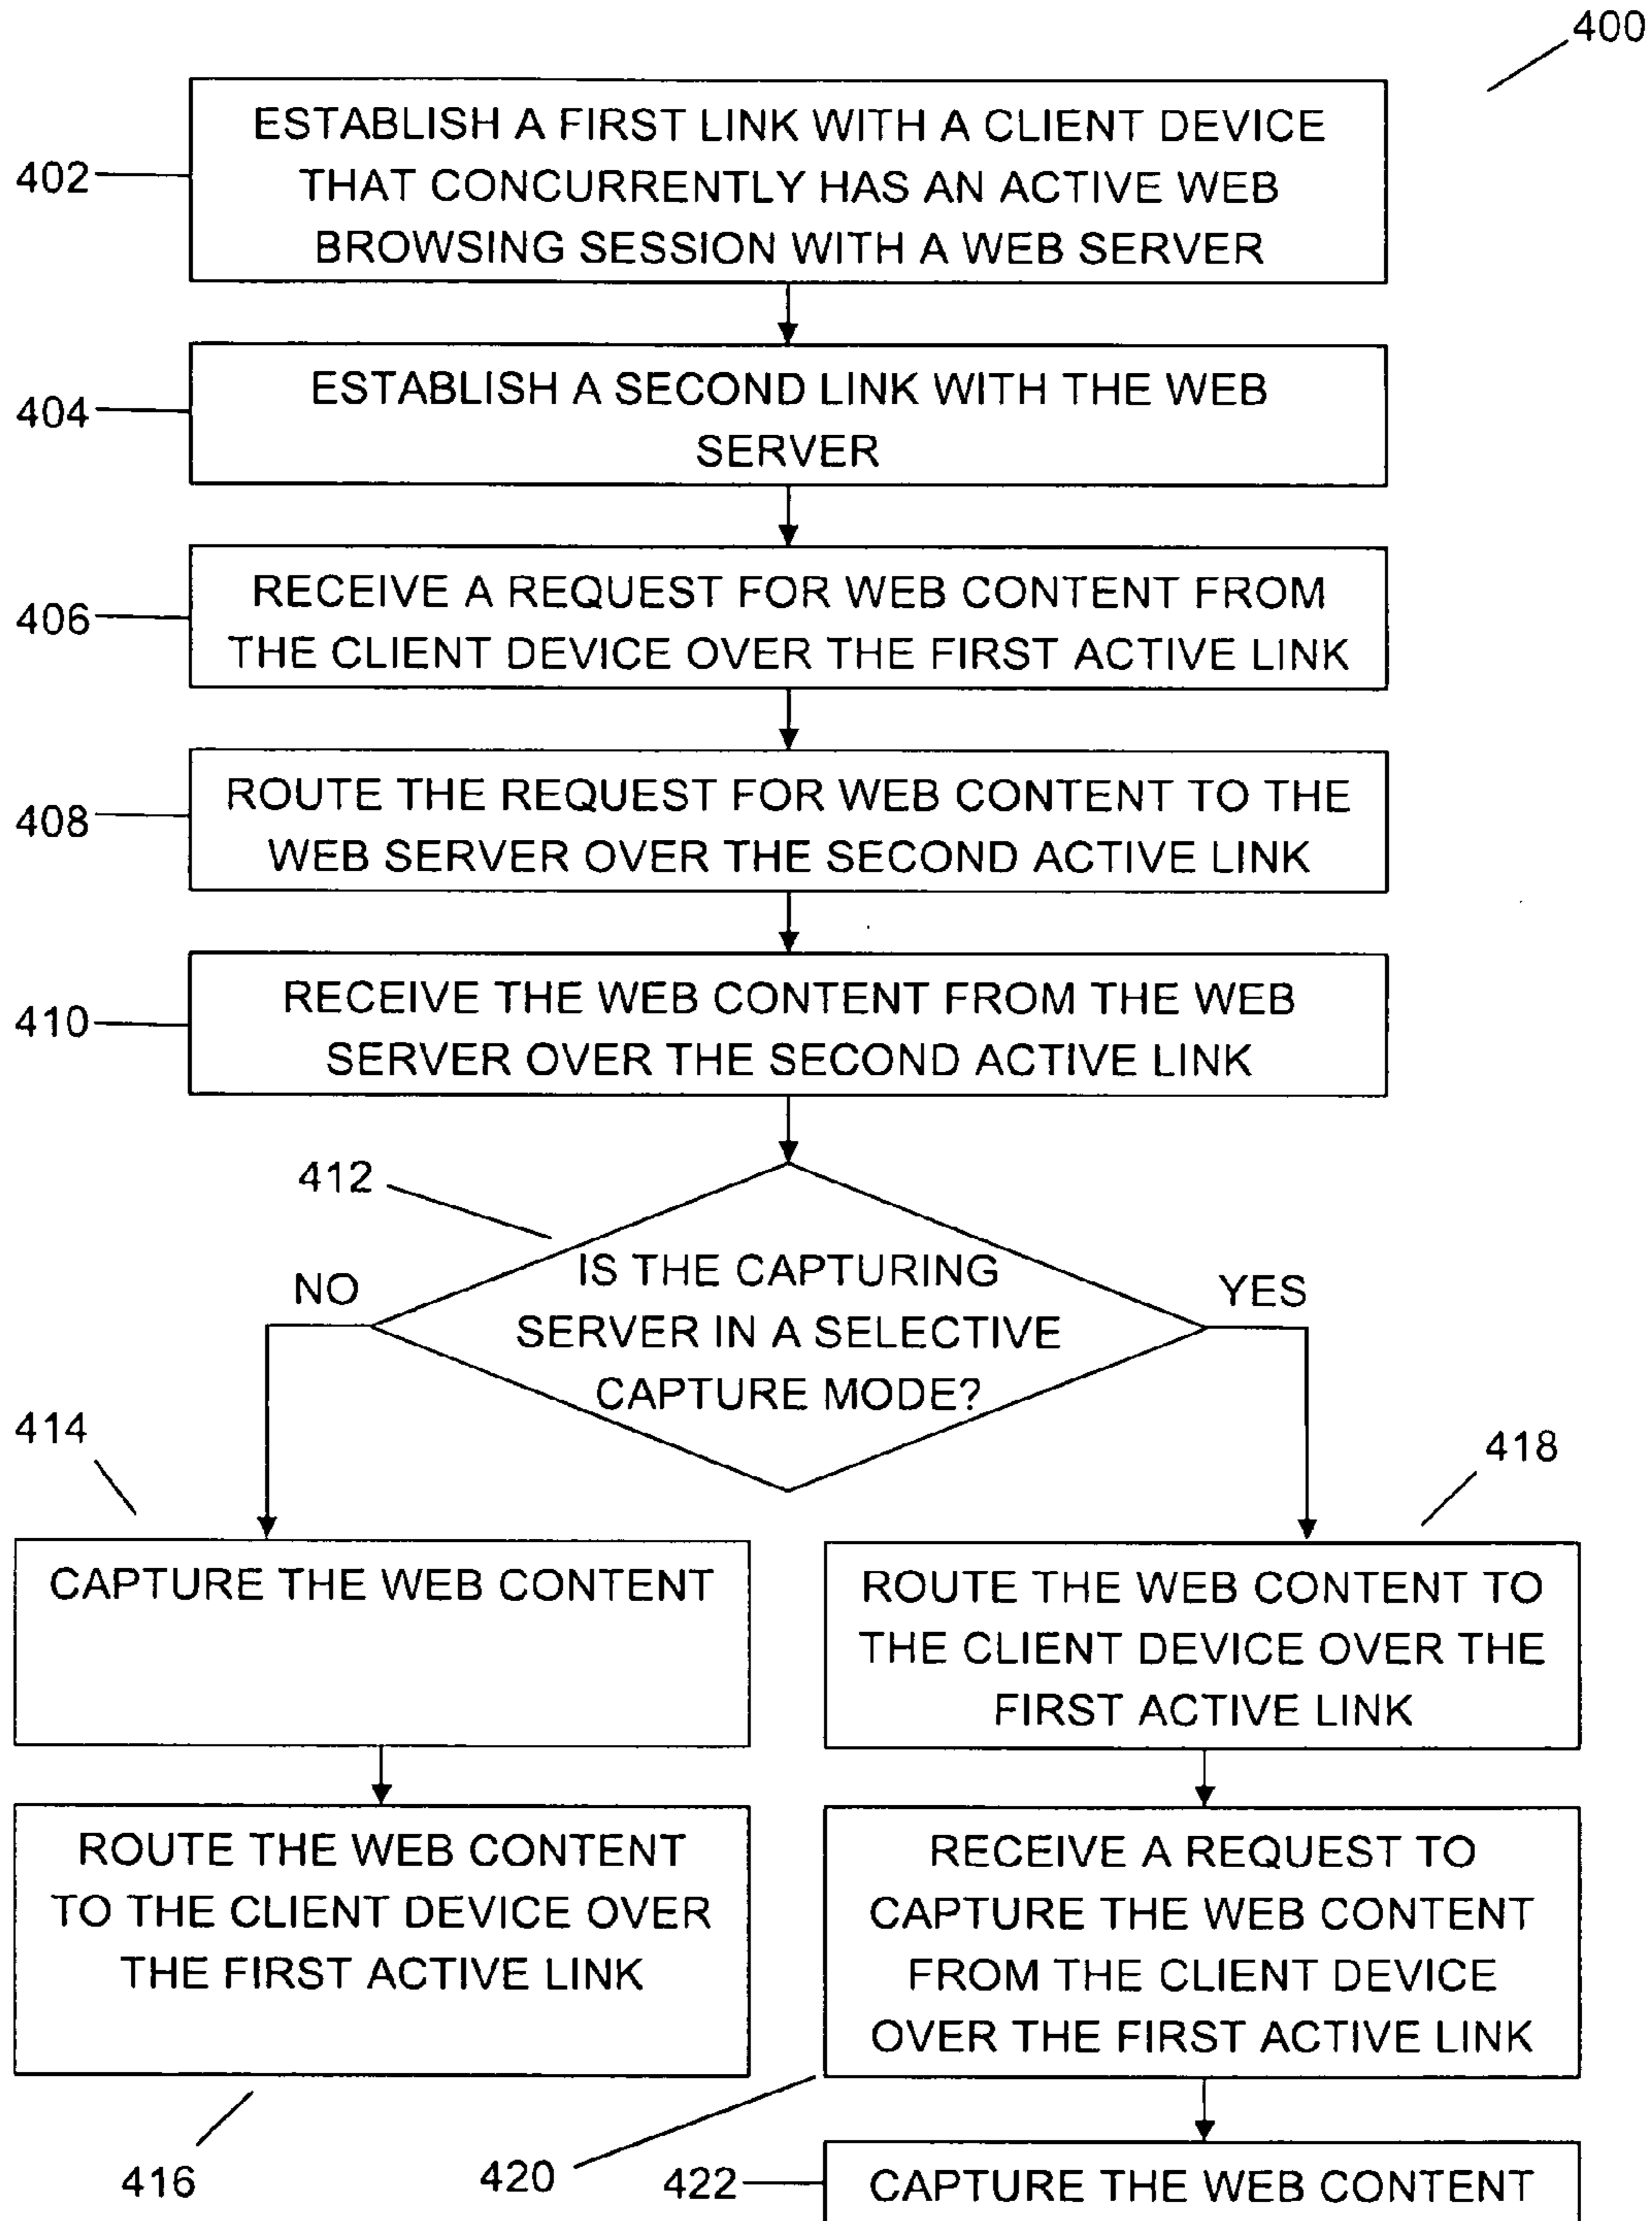 400
402
ESTABLISH A FIRST LINK WITH A CLIENT DEVICE
THAT CONCURRENTLY HAS AN ACTIVE WEB
BROWSING SESSION WITH A WEB SERVER
404
ESTABLISH A SECOND LINK WITH THE WEB
SERVER
406
RECEIVE A REQUEST FOR WEB CONTENT FROM
THE CLIENT DEVICE OVER THE FIRST ACTIVE LINK
408
ROUTE THE REQUEST FOR WEB CONTENT TO THE
WEB SERVER OVER THE SECOND ACTIVE LINK
410
RECEIVE THE WEB CONTENT FROM THE WEB
SERVER OVER THE SECOND ACTIVE LINK
412
IS THE CAPTURING
SERVER IN A SELECTIVE
CAPTURE MODE?
NO
YES
414
CAPTURE THE WEB CONTENT
ROUTE THE WEB CONTENT
TO THE CLIENT DEVICE OVER
THE FIRST ACTIVE LINK
416
418
ROUTE THE WEB CONTENT TO
THE CLIENT DEVICE OVER THE
FIRST ACTIVE LINK
RECEIVE A REQUEST TO
CAPTURE THE WEB CONTENT
FROM THE CLIENT DEVICE
OVER THE FIRST ACTIVE LINK
420
422
CAPTURE THE WEB CONTENT